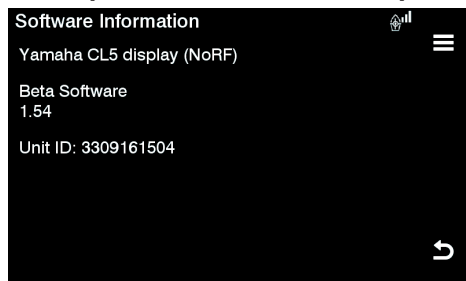 Software Information
Yamaha CL5 display (NoRF)
Beta Software
1.54
Unit ID: 3309161504